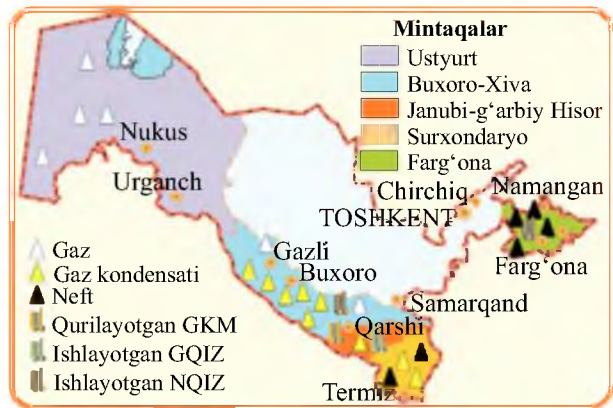 Mintaqalar
Ustyurt
Buxoro-Xiva
Janubi-g‘arbiy Hisor
Surxondaryo
Farg‘ona
Nukus
Urganch
Chirchiq
Namangan
TOSHKENT
Farg‘ona
Gazli
Buxoro
Samarqand
Qarshi
Termiz
Gaz
Gaz kondensati
Neft
Qurilayotgan GKM
Ishlayotgan GQIZ
Ishlayotgan NQIZ